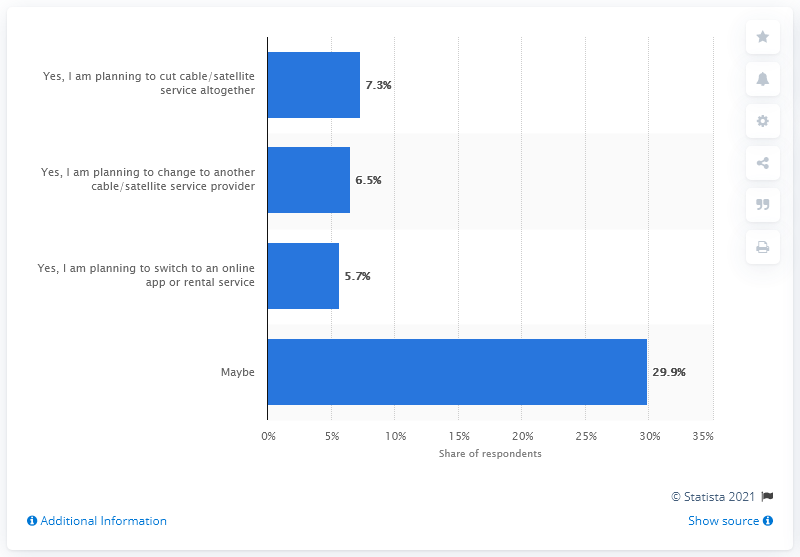 Yes, I am planning to cut cable/satellite
service altogether
7.3%
Yes, I am planning to change to another
cable/satellite service provider
6.5%
Yes, I am planning to switch to an online
app or rental service
5.7%
Maybe
29.9%
0% 5% 10% 15% 20% 25% 30% 35%
Share of respondents
© Statista 2021
Additional Information
Show source